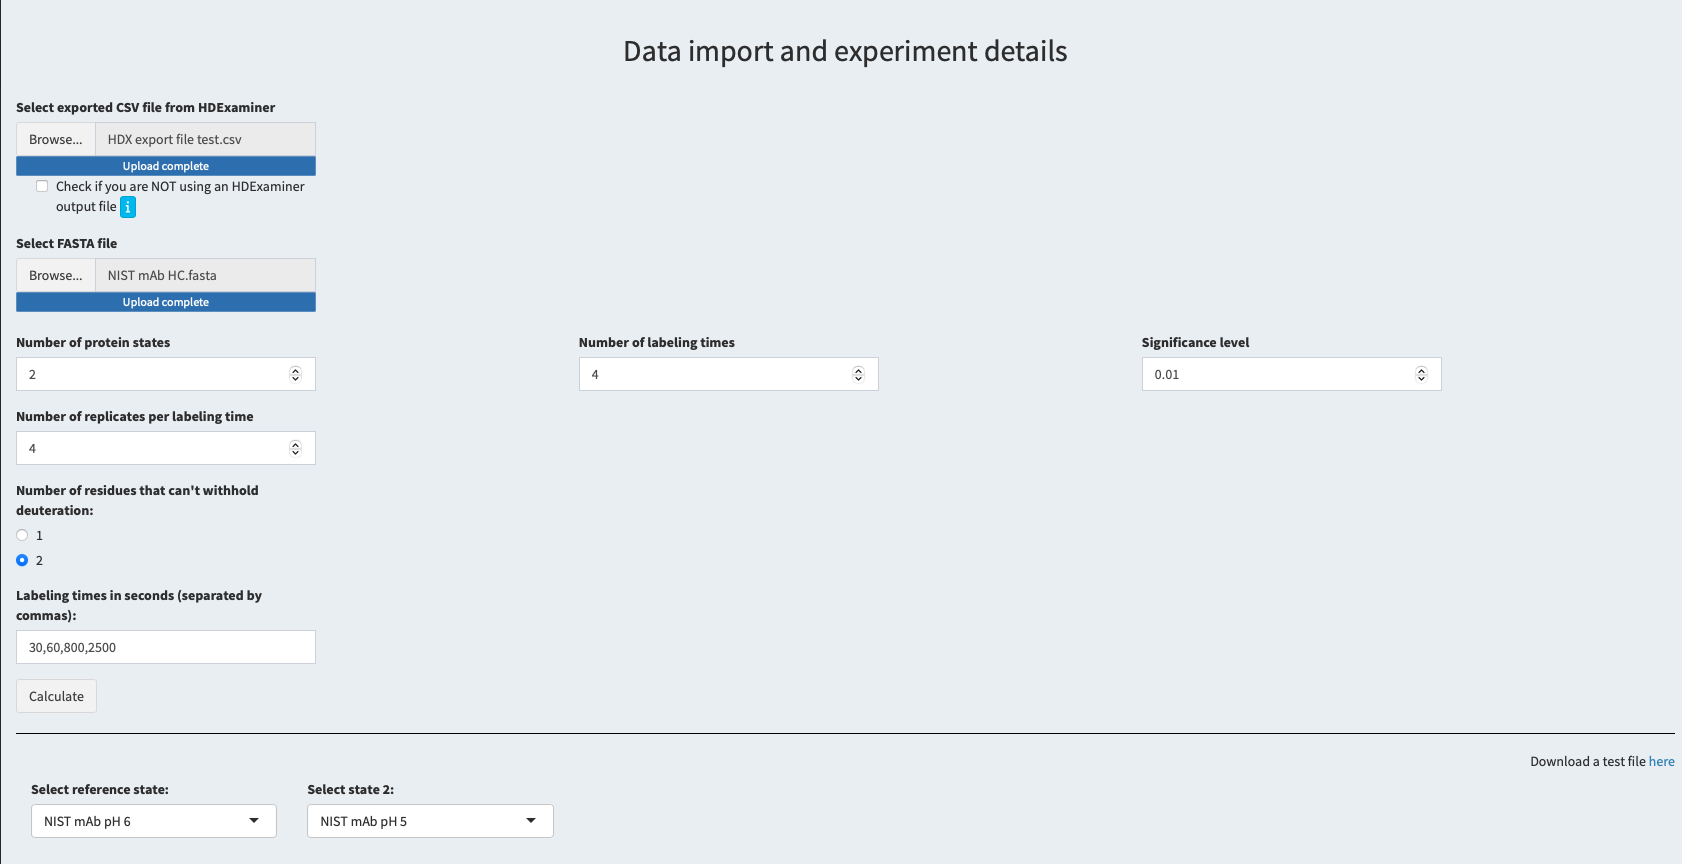 Data import and experiment details
Select exported CSV file from HDExaminer
Browse... HDX export file test.csv
Upload complete
Check if you are NOT using an HDExaminer
output file i
Select FASTA file
Browse... NIST mAb HC.fasta
Upload complete
Number of protein states Number of labeling times Significance level
2 4 0.01
Number of replicates per labeling time
4
Number of residues that can't withhold
deuteration:
1
2
Labeling times in seconds (separated by
commas):
30,60,800,2500
Calculate
Download a test file here
Select reference state: Select state 2:
NIST mAb pH 6 NIST mAb pH 5